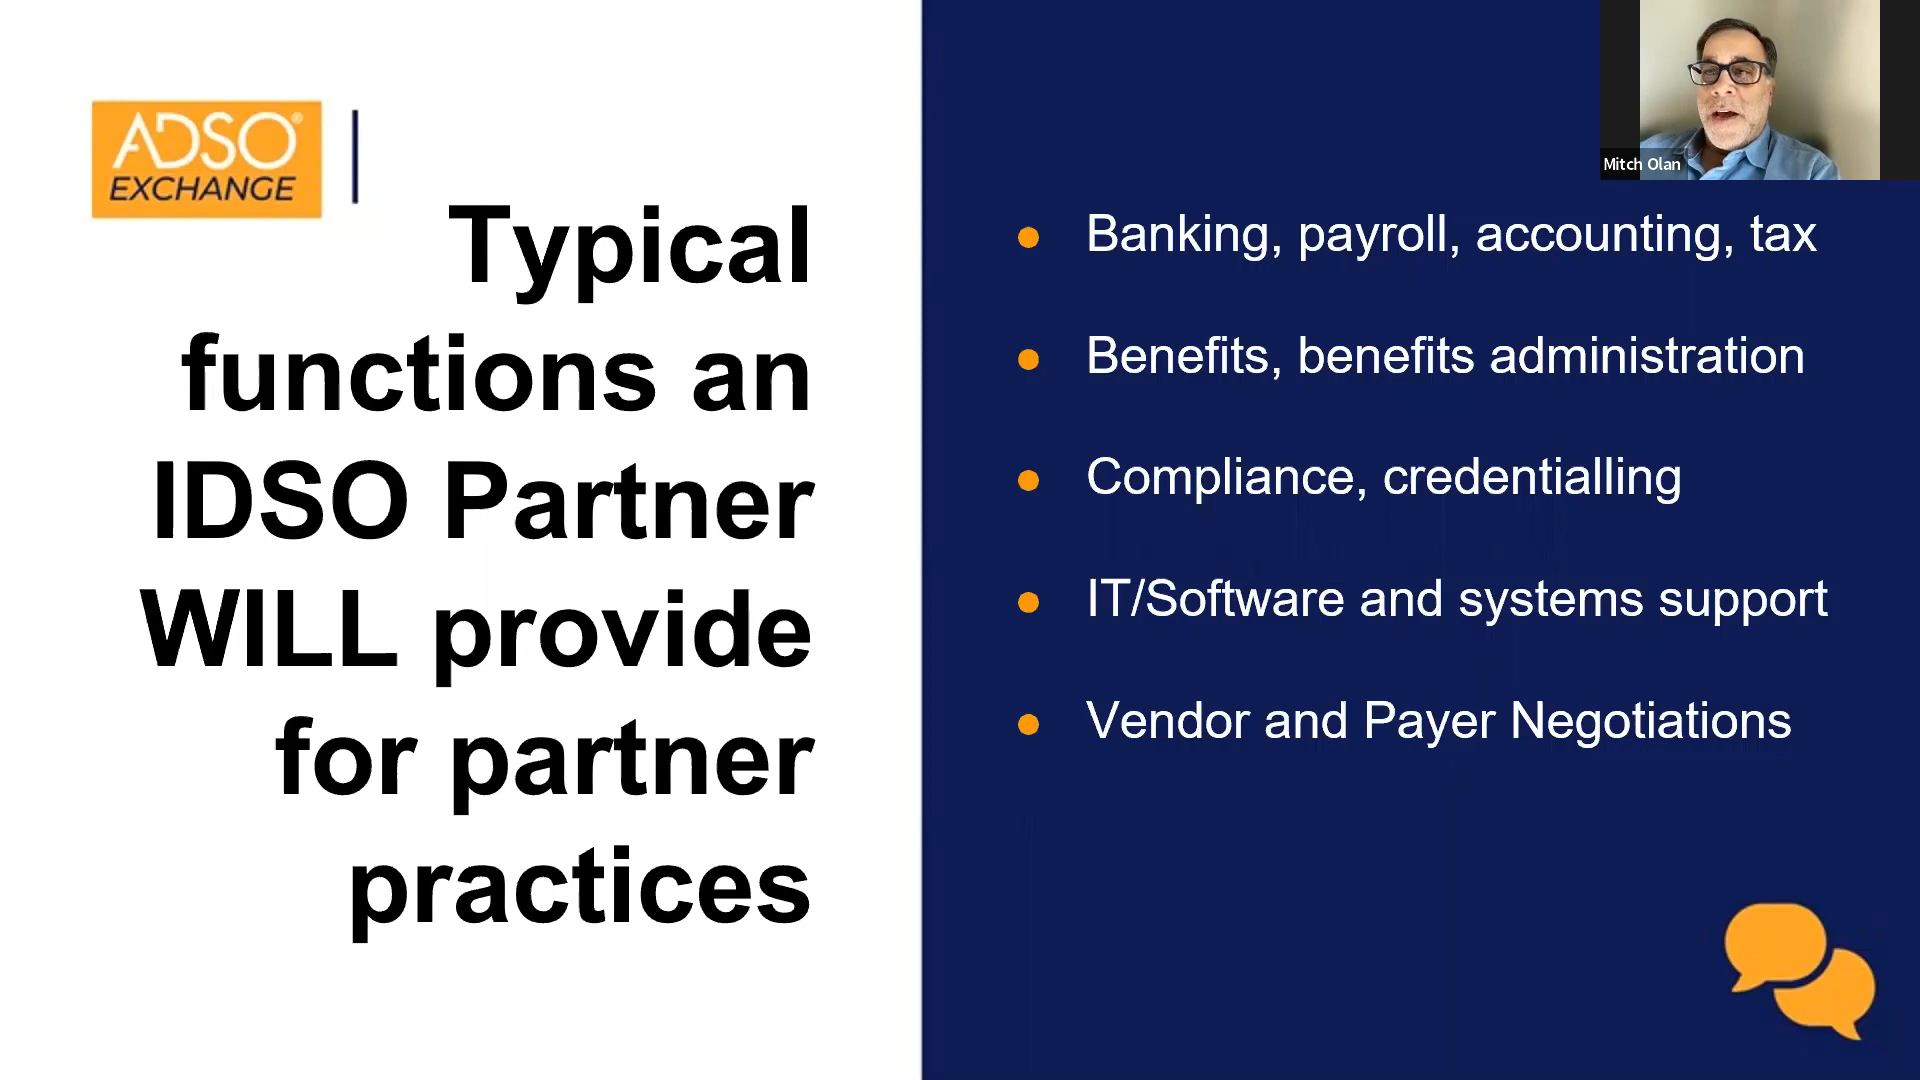 ADSO®
EXCHANGE
Typical
functions an
IDSO Partner
WILL provide
for partner
practices
Mitch Olan
Banking, payroll, accounting, tax
Benefits, benefits administration
Compliance, credentialling
IT/Software and systems support
Vendor and Payer Negotiations